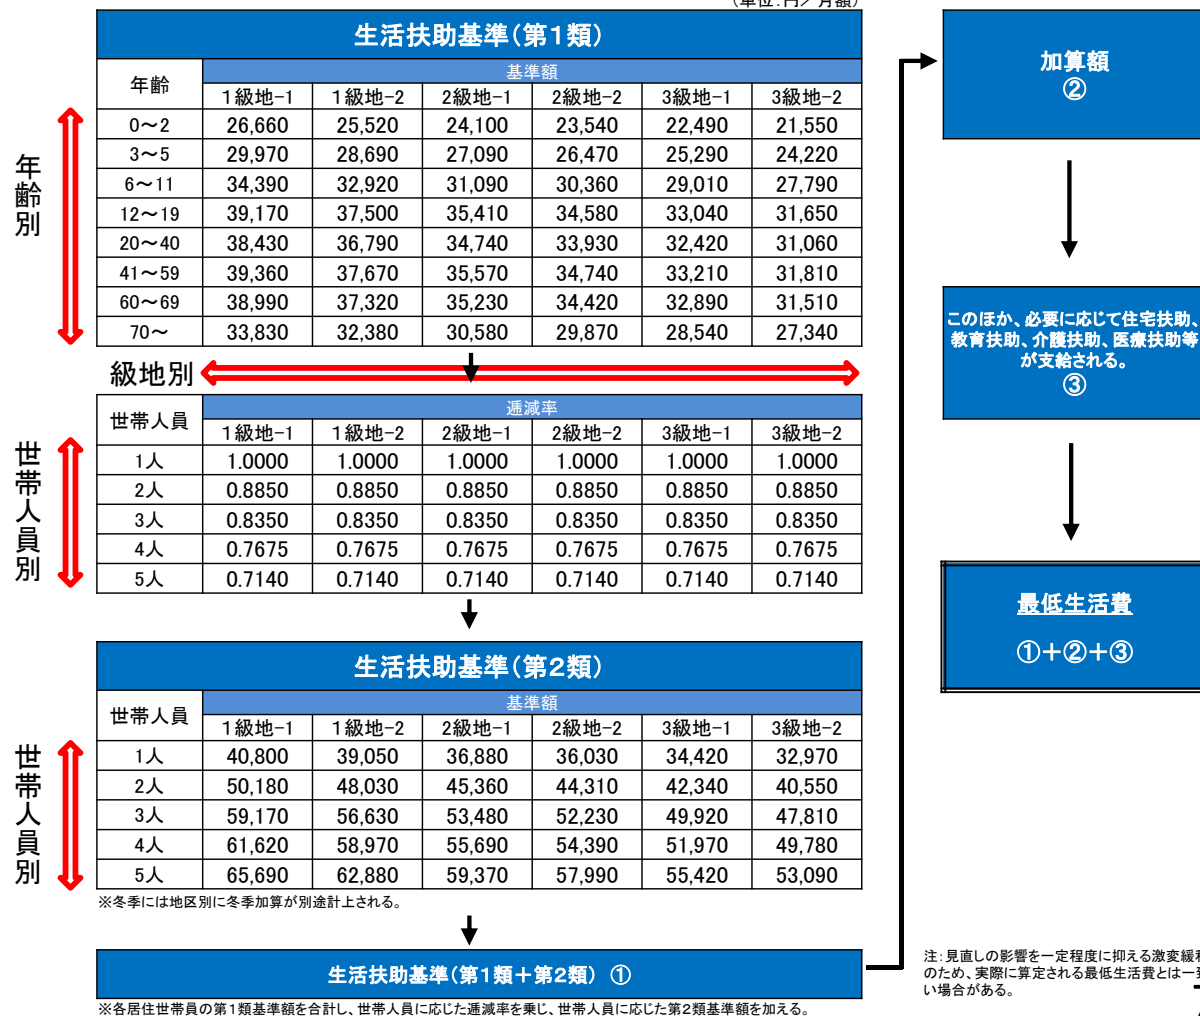 (単位:円/月額)
生活扶助基準(第1類)
年齢 基準額
1級地-1 1級地-2 2級地-1 2級地-2 3級地-1 3級地-2
0~2 26,660 25,520 24,100 23,540 22,490 21,550
3~5 29,970 28,690 27,090 26,470 25,290 24,220
6~11 34,390 32,920 31,090 30,360 29,010 27,790
12~19 39,170 37,500 35,410 34,580 33,040 31,650
20~40 38,430 36,790 34,740 33,930 32,420 31,060
41~59 39,360 37,670 35,570 34,740 33,210 31,810
60~69 38,990 37,320 35,230 34,420 32,890 31,510
70~ 33,830 32,380 30,580 29,870 28,540 27,340
年齢別
級地別
世帯人員 逓減率
1級地-1 1級地-2 2級地-1 2級地-2 3級地-1 3級地-2
1人 1.0000 1.0000 1.0000 1.0000 1.0000 1.0000
2人 0.8850 0.8850 0.8850 0.8850 0.8850 0.8850
3人 0.8350 0.8350 0.8350 0.8350 0.8350 0.8350
4人 0.7675 0.7675 0.7675 0.7675 0.7675 0.7675
5人 0.7140 0.7140 0.7140 0.7140 0.7140 0.7140
世帯人員別
生活扶助基準(第2類)
世帯人員 基準額
1級地-1 1級地-2 2級地-1 2級地-2 3級地-1 3級地-2
1人 40,800 39,050 36,880 36,030 34,420 32,970
2人 50,180 48,030 45,360 44,310 42,340 40,550
3人 59,170 56,630 53,480 52,230 49,920 47,810
4人 61,620 58,970 55,690 54,390 51,970 49,780
5人 65,690 62,880 59,370 57,990 55,420 53,090
世帯人員別
※冬季には地区別に冬季加算が別途計上される。
生活扶助基準(第1類+第2類) ①
※各居住世帯員の第1類基準額を合計し、世帯人員に応じた逓減率を乗じ、世帯人員に応じた第2類基準額を加える。
加算額
②
このほか、必要に応じて住宅扶助、
教育扶助、介護扶助、医療扶助等
が支給される。
③
最低生活費
①+②+③
注:見直しの影響を一定程度に抑える激変緩
のため、実際に算定される最低生活費とは一
い場合がある。